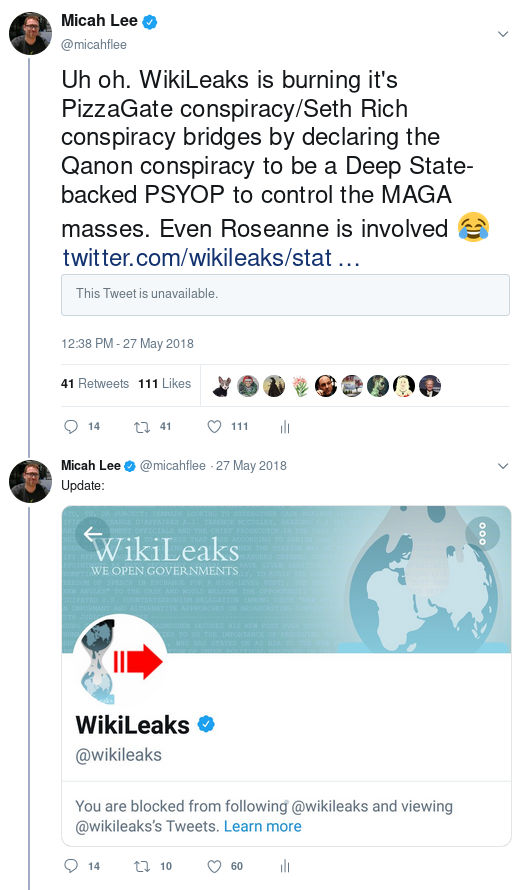 Micah Lee
@micahflee
Uh oh. WikiLeaks is burning it's
PizzaGate conspiracy/Seth Rich
conspiracy bridges by declaring the
Qanon conspiracy to be a Deep State-
backed PSYOP to control the MAGA
masses. Even Roseanne is involved 😂
twitter.com/wikileaks/stat …
This Tweet is unavailable.
12:38 PM - 27 May 2018
41 Retweets 111 Likes
14 41 111
Micah Lee @micahflee · 27 May 2018
Update:
WikiLeaks
WE OPEN GOVERNMENTS
WikiLeaks
@wikileaks
You are blocked from following @wikileaks and viewing
@wikileaks's Tweets. Learn more
14 10 60